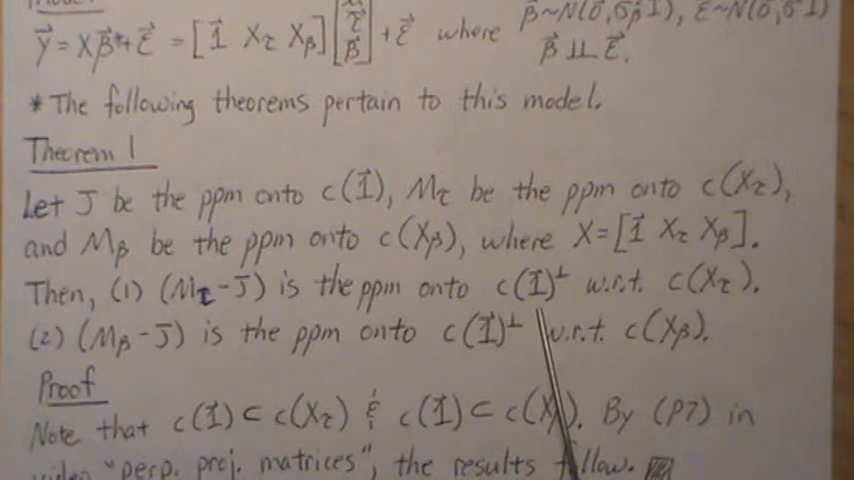 Model
y⃗ = Xβ⃗* + ε⃗ = [1⃗ X_τ X_β] [μ τ⃗ β⃗] + ε⃗ where β⃗~N(0⃗, σ²_β I), ε⃗~N(0⃗, σ² I)
β⃗ ⫫ ε⃗.
* The following theorems pertain to this model.
Theorem 1
Let J be the ppm onto c(1⃗), M_τ be the ppm onto c(X_τ),
and M_β be the ppm onto c(X_β), where X=[1⃗ X_τ X_β].
Then, (1) (M_τ-J) is the ppm onto c(1⃗)^⊥ w.r.t. c(X_τ).
(2) (M_β-J) is the ppm onto c(1⃗)^⊥ w.r.t. c(X_β).
Proof
Note that c(1⃗) ⊂ c(X_τ) & c(1⃗) ⊂ c(X_β). By (P7) in
video "perp. proj. matrices", the results follow.